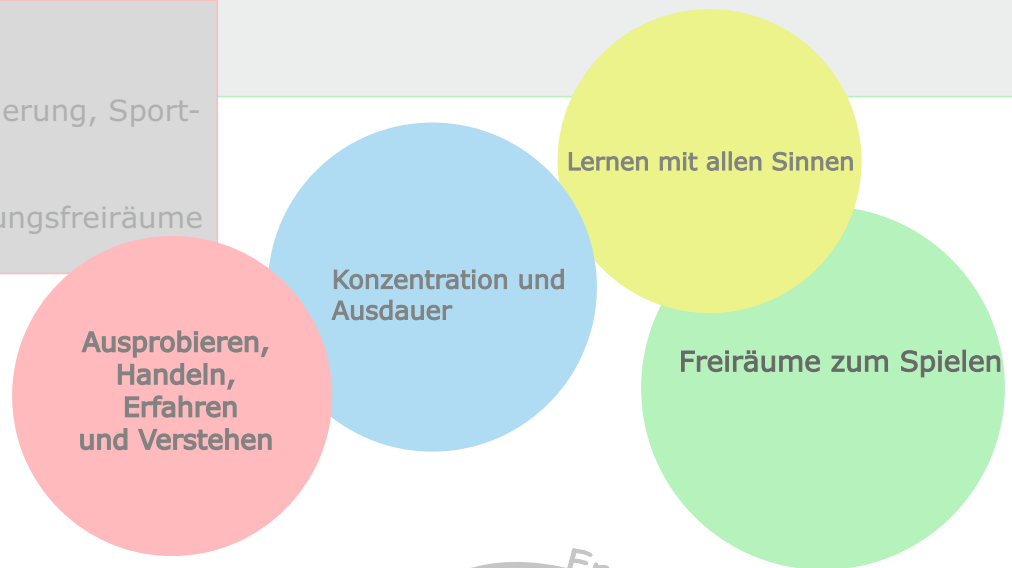 erung, Sport-
ungsfreiräume
Lernen mit allen Sinnen
Konzentration und
Ausdauer
Ausprobieren,
Handeln,
Erfahren
und Verstehen
Freiräume zum Spielen